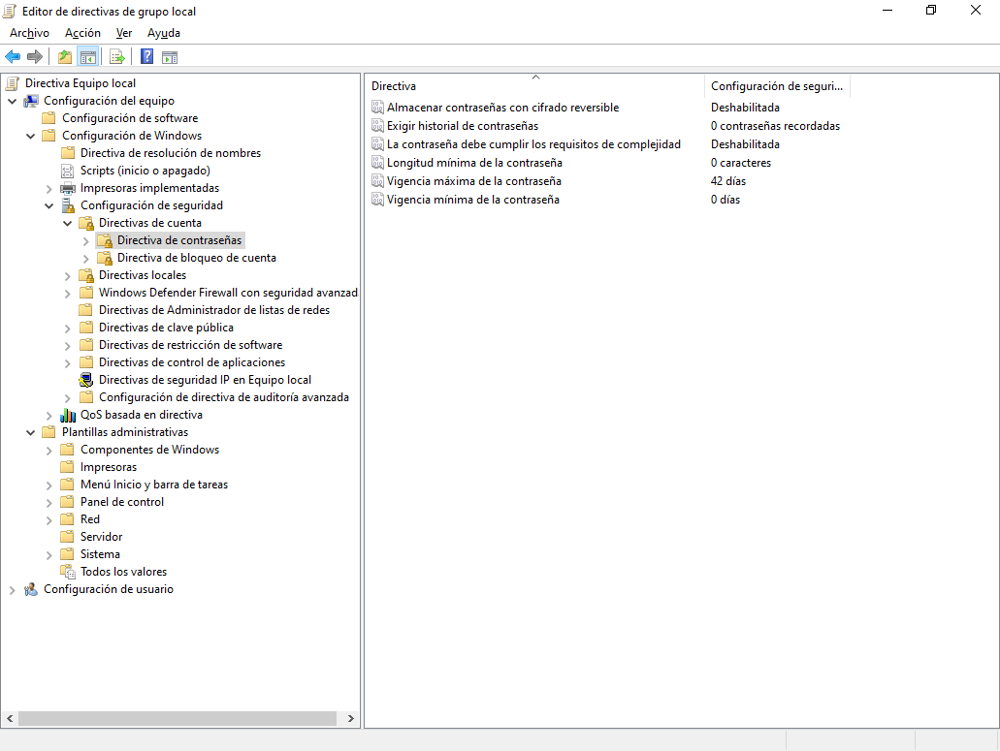 Editor de directivas de grupo local
Archivo Acción Ver Ayuda
Directiva Equipo local
Configuración del equipo
Configuración de software
Configuración de Windows
Directiva de resolución de nombres
Scripts (inicio o apagado)
Impresoras implementadas
Configuración de seguridad
Directivas de cuenta
Directiva de contraseñas
Directiva de bloqueo de cuenta
Directivas locales
Windows Defender Firewall con seguridad avanzad
Directivas de Administrador de listas de redes
Directivas de clave pública
Directivas de restricción de software
Directivas de control de aplicaciones
Directivas de seguridad IP en Equipo local
Configuración de directiva de auditoría avanzada
QoS basada en directiva
Plantillas administrativas
Componentes de Windows
Impresoras
Menú Inicio y barra de tareas
Panel de control
Red
Servidor
Sistema
Todos los valores
Configuración de usuario
Directiva Configuración de seguri...
Almacenar contraseñas con cifrado reversible Deshabilitada
Exigir historial de contraseñas 0 contraseñas recordadas
La contraseña debe cumplir los requisitos de complejidad Deshabilitada
Longitud mínima de la contraseña 0 caracteres
Vigencia máxima de la contraseña 42 días
Vigencia mínima de la contraseña 0 días